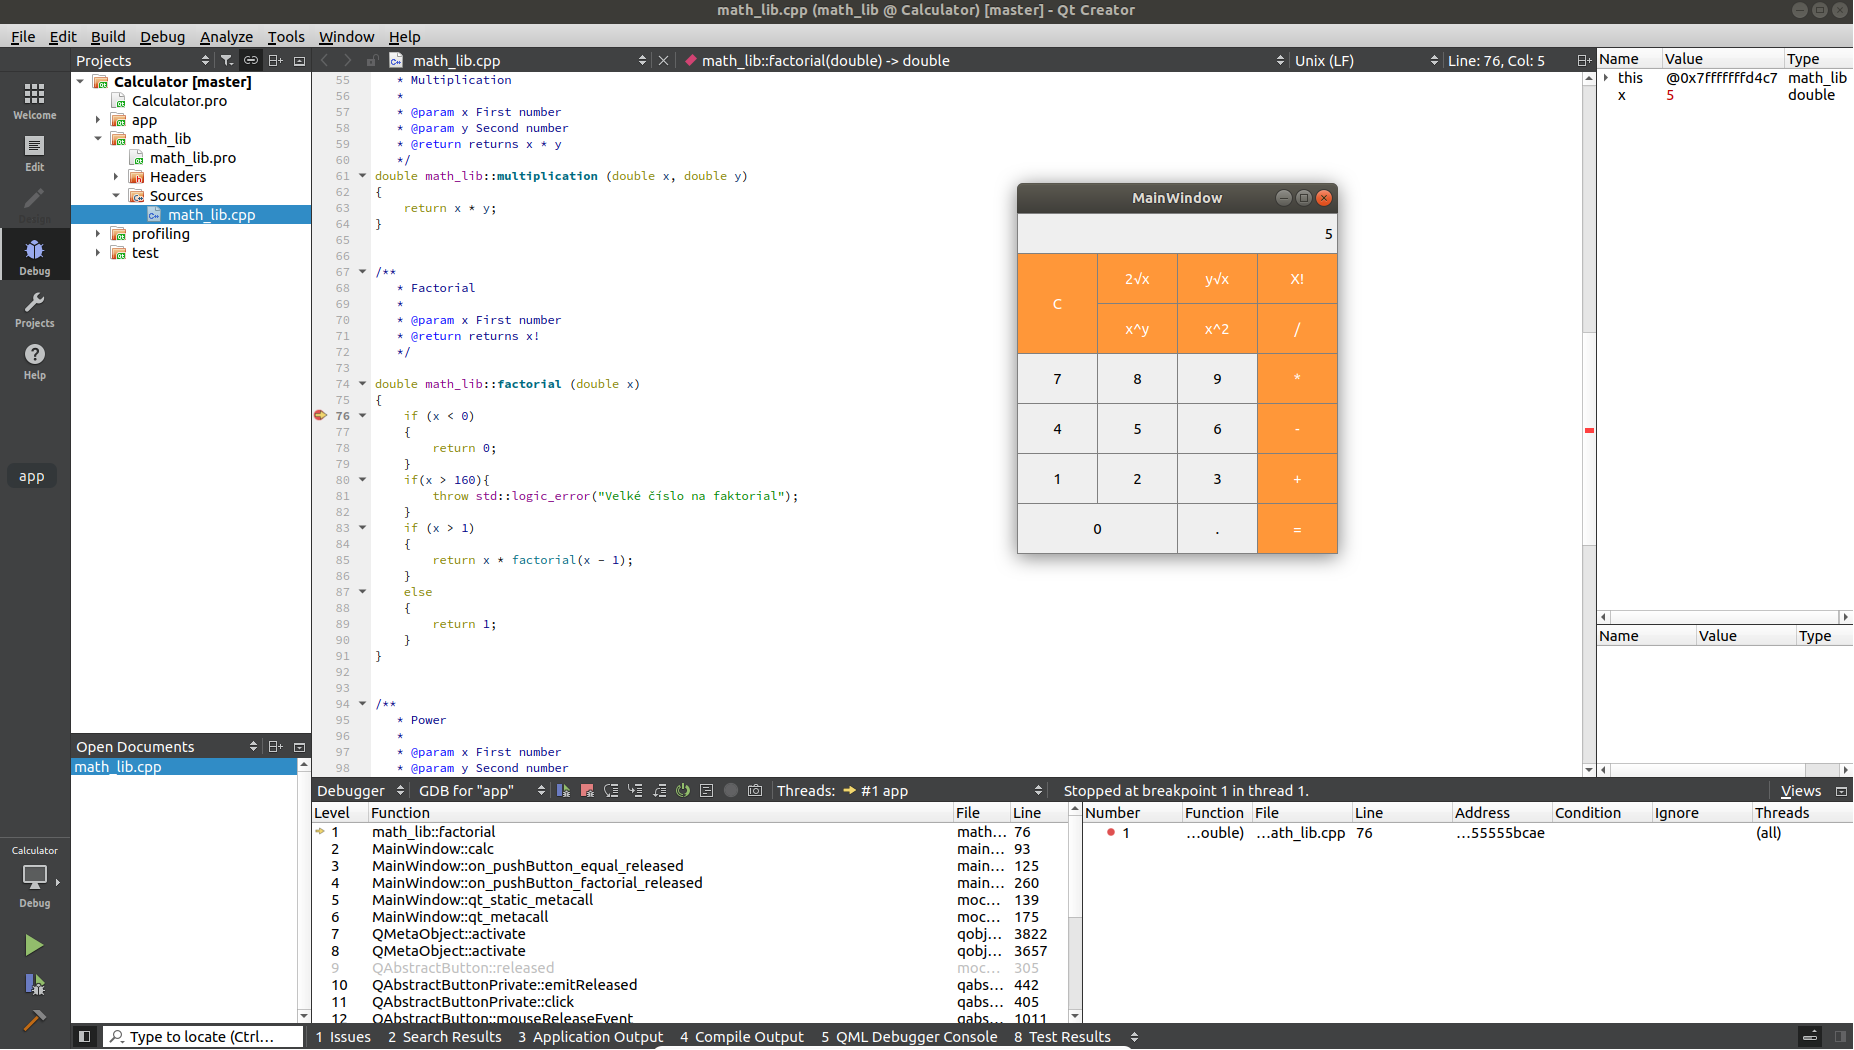 math_lib.cpp (math_lib @ Calculator) [master] - Qt Creator
File Edit Build Debug Analyze Tools Window Help
Projects
math_lib.cpp
math_lib::factorial(double) -> double
Unix (LF)
Line: 76, Col: 5
Welcome
Edit
Design
Debug
Projects
Help
app
Calculator
Debug
Calculator [master]
Calculator.pro
app
math_lib
math_lib.pro
Headers
Sources
math_lib.cpp
profiling
test
Open Documents
math_lib.cpp
55 * Multiplication
56 *
57 * @param x First number
58 * @param y Second number
59 * @return returns x * y
60 */
61 double math_lib::multiplication (double x, double y)
62 {
63 return x * y;
64 }
65
66
67 /**
68 * Factorial
69 *
70 * @param x First number
71 * @return returns x!
72 */
73
74 double math_lib::factorial (double x)
75 {
76 if (x < 0)
77 {
78 return 0;
79 }
80 if(x > 160){
81 throw std::logic_error("Velké číslo na faktorial");
82 }
83 if (x > 1)
84 {
85 return x * factorial(x - 1);
86 }
87 else
88 {
89 return 1;
90 }
91 }
92
93
94 /**
95 * Power
96 *
97 * @param x First number
98 * @param y Second number
MainWindow
5
C 2√x y√x X!
x^y x^2 /
7 8 9 *
4 5 6 -
1 2 3 +
0 . =
Name Value Type
this @0x7fffffffd4c7 math_lib
x 5 double
Name Value Type
Debugger GDB for "app" Threads: #1 app Stopped at breakpoint 1 in thread 1. Views
Level Function File Line
1 math_lib::factorial math... 76
2 MainWindow::calc main... 93
3 MainWindow::on_pushButton_equal_released main... 125
4 MainWindow::on_pushButton_factorial_released main... 260
5 MainWindow::qt_static_metacall moc... 139
6 MainWindow::qt_metacall moc... 175
7 QMetaObject::activate qobj... 3822
8 QMetaObject::activate qobj... 3657
9 QAbstractButton::released moc... 305
10 QAbstractButtonPrivate::emitReleased qabs... 442
11 QAbstractButtonPrivate::click qabs... 405
12 QAbstractButton::mouseReleaseEvent qabs... 1011
Number Function File Line Address Condition Ignore Threads
1 ...ouble) ...ath_lib.cpp 76 ...55555bcae (all)
Type to locate (Ctrl...
1 Issues 2 Search Results 3 Application Output 4 Compile Output 5 QML Debugger Console 8 Test Results